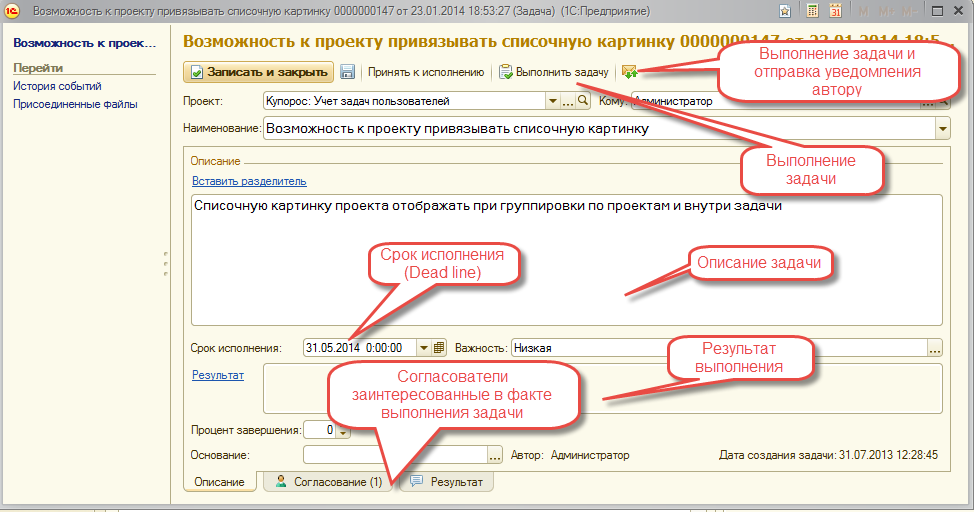 Возможность к проекту привязывать списочную картинку 0000000147 от 23.01.2014 18:53:27 (Задача) (1С:Предприятие)
M M+ M-
Возможность к проек...
Возможность к проекту привязывать списочную картинку 0000000147 от 23.01.2014 18:5...
Перейти
История событий
Присоединенные файлы
Записать и закрыть
Принять к исполнению
Выполнить задачу
Выполнение задачи и
отправка уведомления
автору
Проект:
Купорос: Учет задач пользователей
Кому:
Администратор
Наименование:
Возможность к проекту привязывать списочную картинку
Выполнение
задачи
Описание
Вставить разделитель
Списочную картинку проекта отображать при группировки по проектам и внутри задачи
Срок исполнения
(Dead line)
Описание задачи
Срок исполнения:
31.05.2014 0:00:00
Важность:
Низкая
Результат
выполнения
Результат
Согласователи
заинтересованные в факте
выполнения задачи
Процент завершения:
0
Основание:
Автор: Администратор
Дата создания задачи: 31.07.2013 12:28:45
Описание
Согласование (1)
Результат